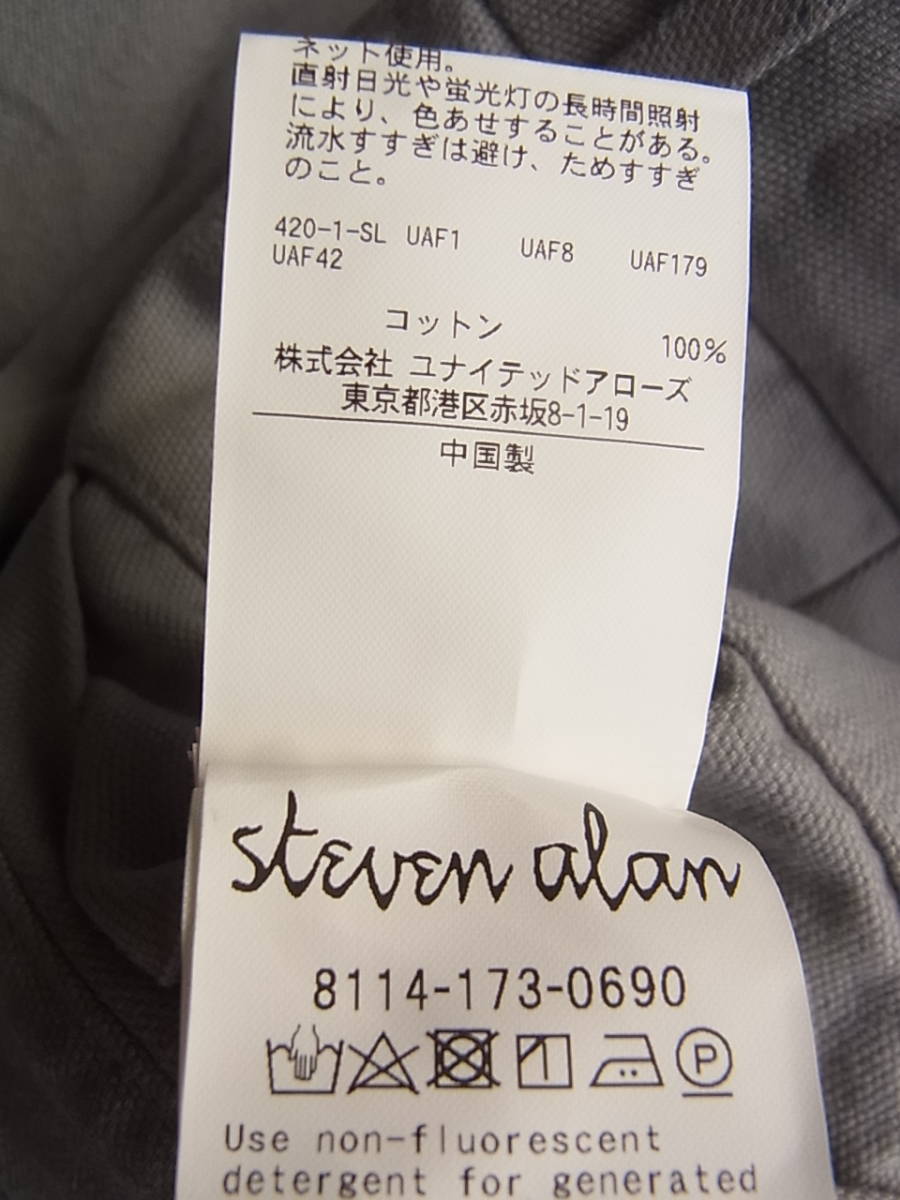 ネット使用。
直射日光や蛍光灯の長時間照射
により、色あせすることがある。
流水すすぎは避け、ためすすぎ
のこと。
420-1-SL UAF1 UAF8 UAF179
UAF42
コットン 100%
株式会社 ユナイテッドアローズ
東京都港区赤坂8-1-19
中国製
steven alan
8114-173-0690
P
Use non-fluorescent
detergent for generated